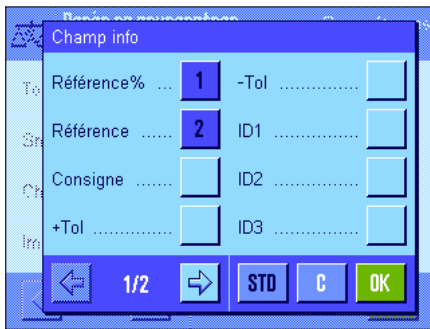 Champ info
Référence% ... 1
-Tol ...............
Référence ...... 2
ID1 ................
Consigne .......
ID2 ................
+Tol ...............
ID3 ................
1/2 STD C OK